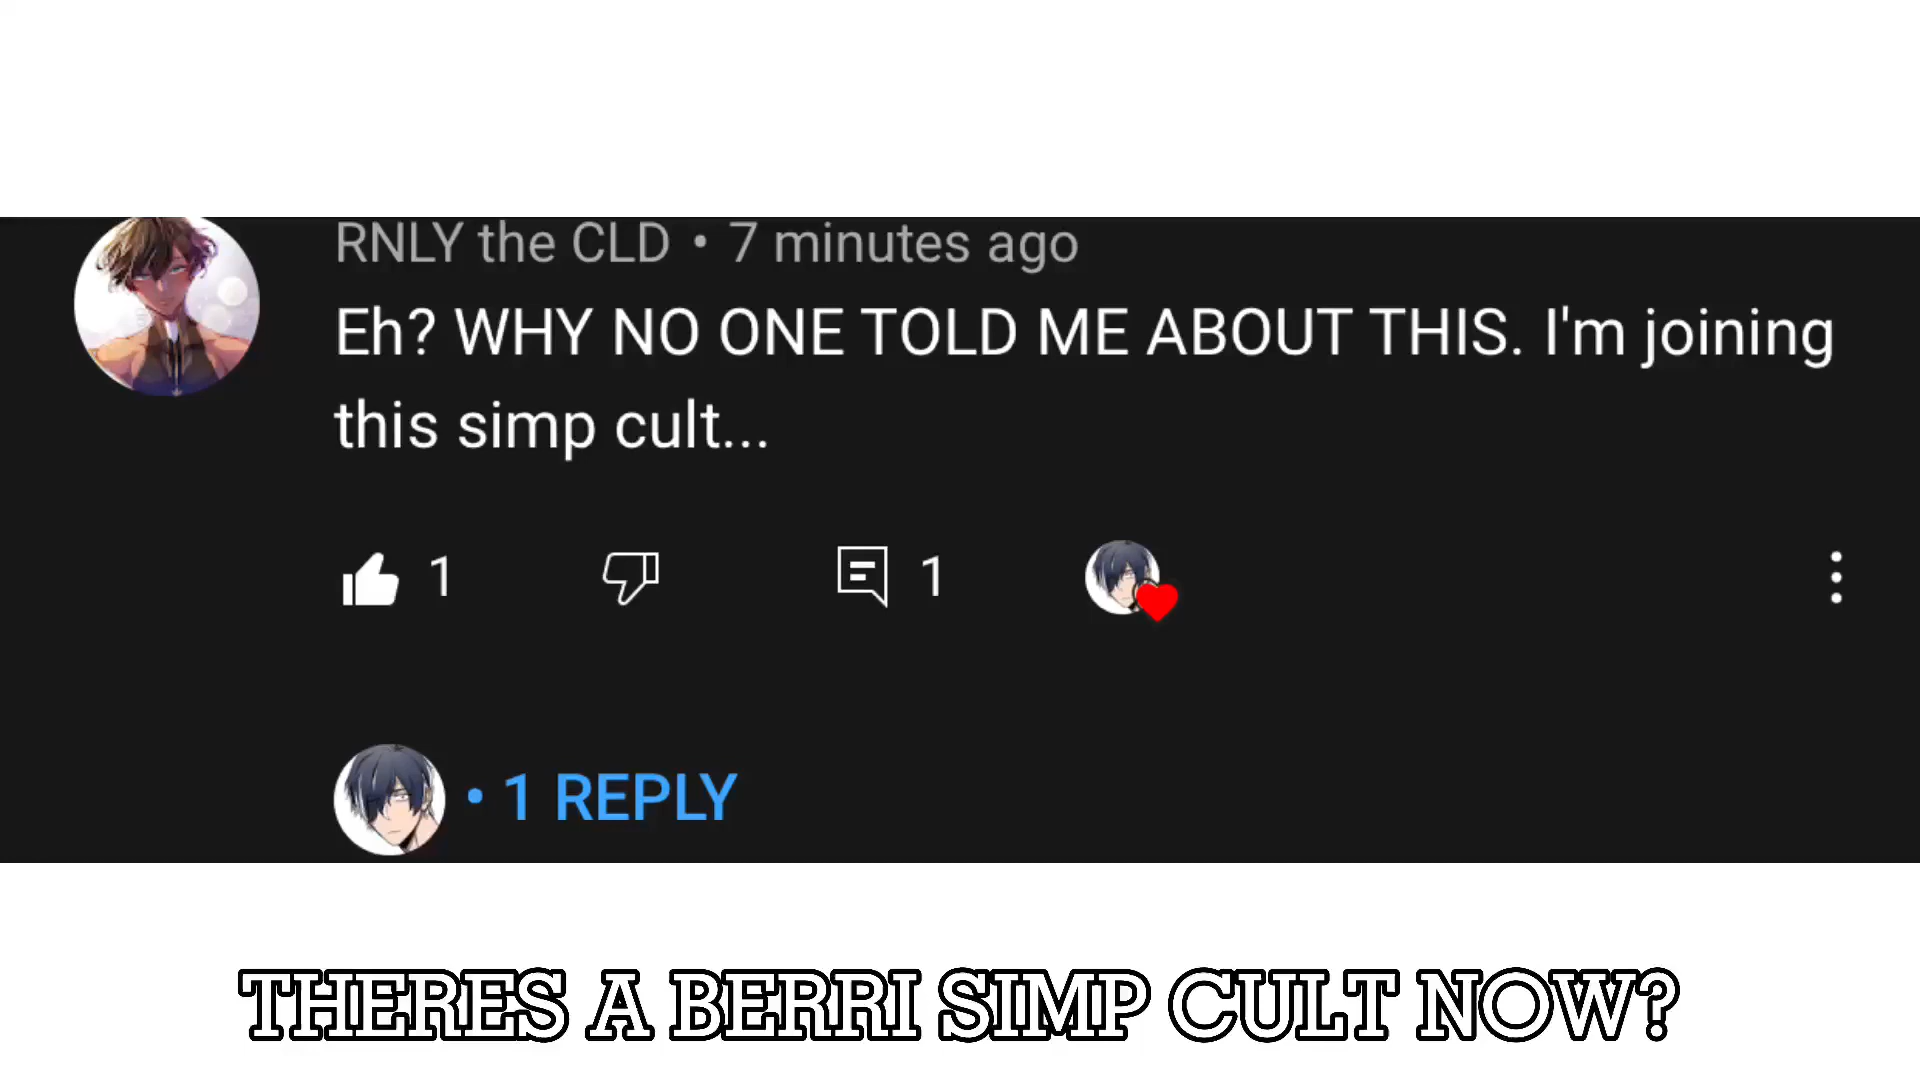 RNLY the CLD • 7 minutes ago
Eh? WHY NO ONE TOLD ME ABOUT THIS. I'm joining
this simp cult...
1 1
• 1 REPLY
THERES A BERRI SIMP CULT NOW?